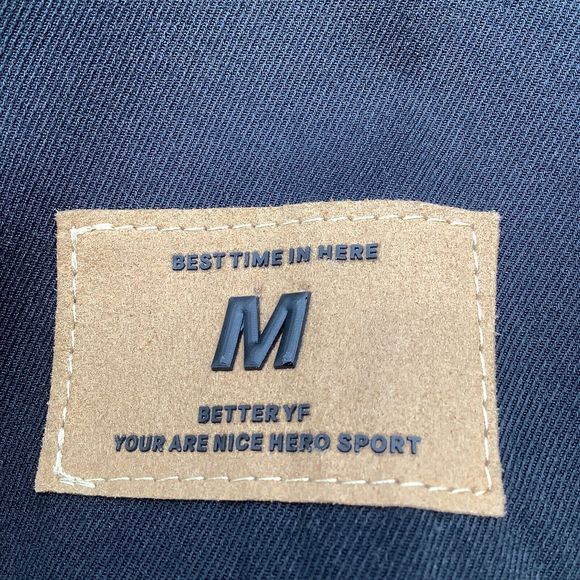 BEST TIME IN HERE
M
BETTER YF
YOUR ARE NICE HERO SPORT